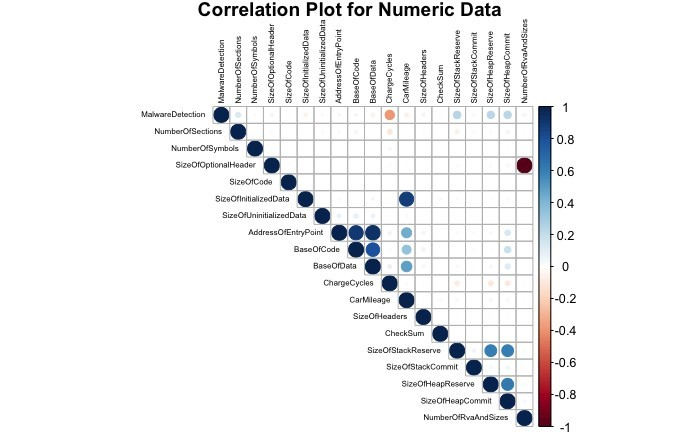 Correlation Plot for Numeric Data
MalwareDetection
NumberOfSections
NumberOfSymbols
SizeOfOptionalHeader
SizeOfCode
SizeOfInitializedData
SizeOfUninitializedData
AddressOfEntryPoint
BaseOfCode
BaseOfData
ChargeCycles
CarMileage
SizeOfHeaders
CheckSum
SizeOfStackReserve
SizeOfStackCommit
SizeOfHeapReserve
SizeOfHeapCommit
NumberOfRvaAndSizes
MalwareDetection
NumberOfSections
NumberOfSymbols
SizeOfOptionalHeader
SizeOfCode
SizeOfInitializedData
SizeOfUninitializedData
AddressOfEntryPoint
BaseOfCode
BaseOfData
ChargeCycles
CarMileage
SizeOfHeaders
CheckSum
SizeOfStackReserve
SizeOfStackCommit
SizeOfHeapReserve
SizeOfHeapCommit
NumberOfRvaAndSizes
1
0.8
0.6
0.4
0.2
0
-0.2
-0.4
-0.6
-0.8
-1